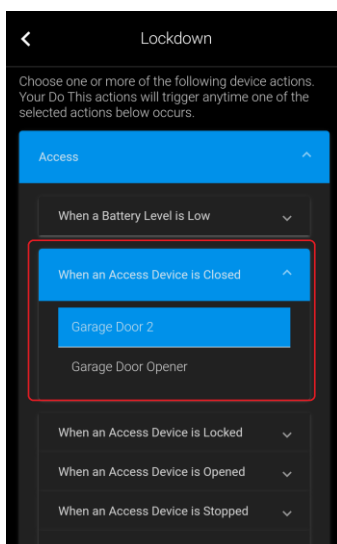 Lockdown
Choose one or more of the following device actions.
Your Do This actions will trigger anytime one of the
selected actions below occurs.
Access
When a Battery Level is Low
When an Access Device is Closed
Garage Door 2
Garage Door Opener
When an Access Device is Locked
When an Access Device is Opened
When an Access Device is Stopped